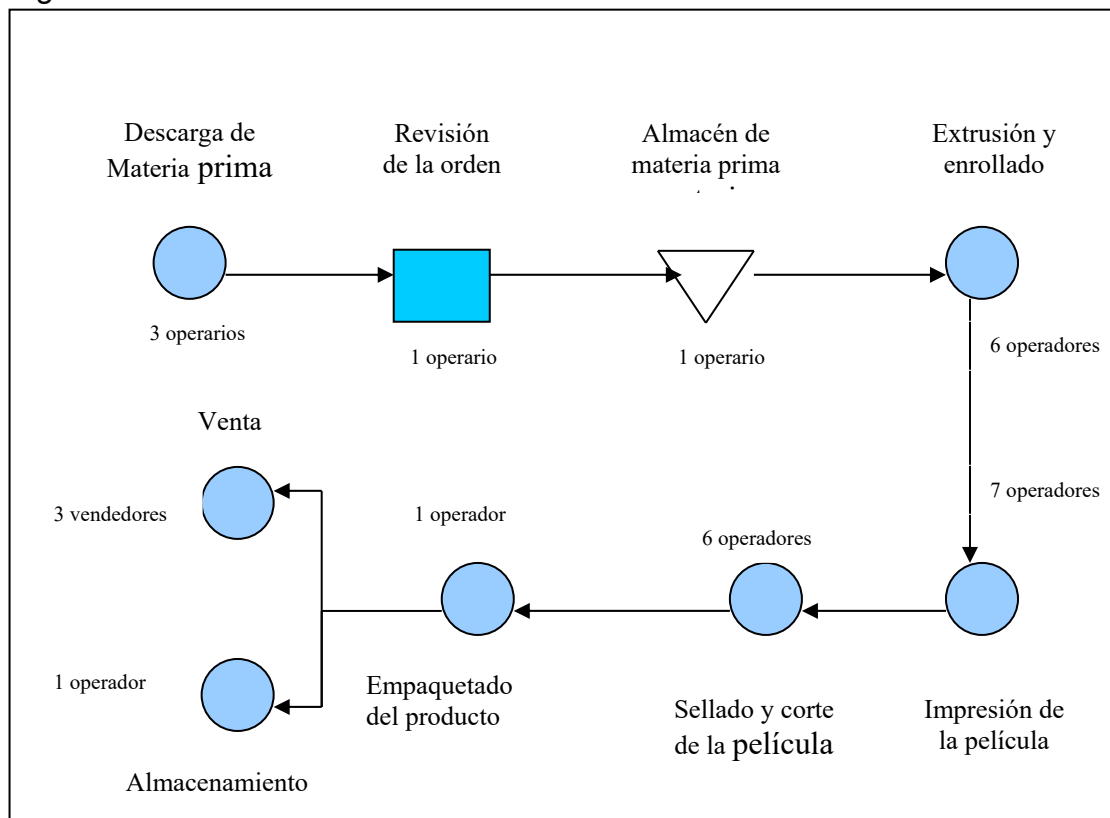 Descarga de
Materia prima
Revisión
de la orden
Almacén de
materia prima
Extrusión y
enrollado
3 operarios
1 operario
1 operario
6 operadores
Venta
7 operadores
3 vendedores
1 operador
6 operadores
1 operador
Empaquetado
del producto
Sellado y corte
de la película
Impresión de
la película
Almacenamiento